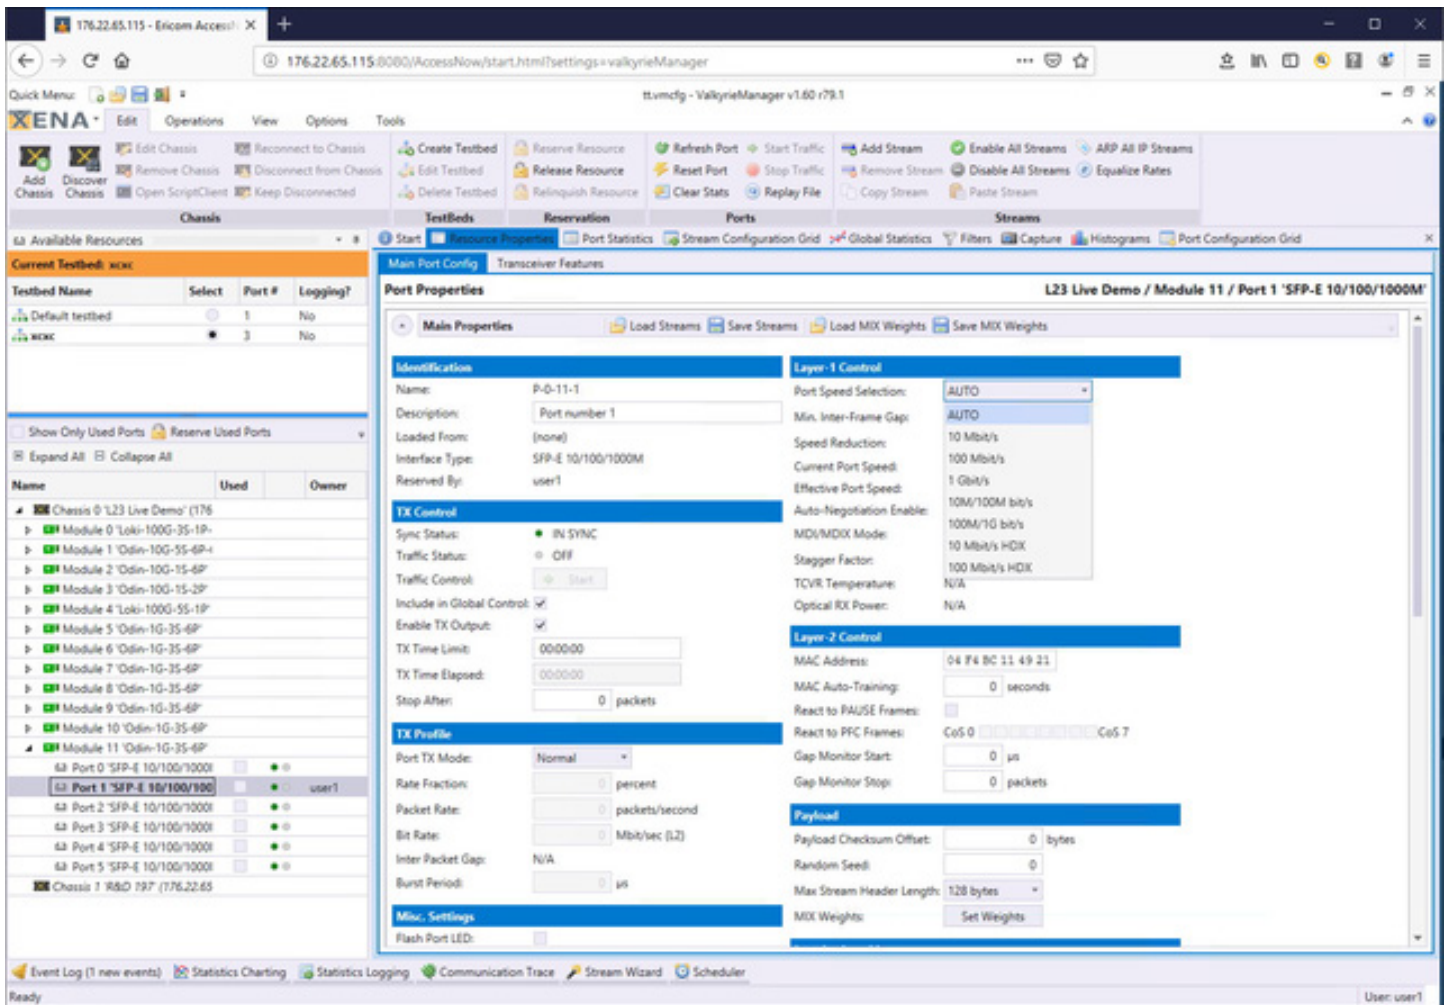 176.22.65.115 - Ericom Access
176.22.65.115:8080/AccessNow/start.html?settings=valkyrieManager
Quick Menu:
tt.vmcfg - ValkyrieManager v1.60 r79.1
XENA Edit Operations View Options Tools
Add Chassis
Discover Chassis
Edit Chassis
Remove Chassis
Open ScriptClient
Reconnect to Chassis
Disconnect from Chassis
Keep Disconnected
Chassis
Create Testbed
Edit Testbed
Delete Testbed
TestBeds
Reserve Resource
Release Resource
Relinquish Resource
Reservation
Refresh Port Start Traffic
Reset Port Stop Traffic
Clear Stats Replay File
Ports
Add Stream Enable All Streams ARP All IP Streams
Remove Stream Disable All Streams Equalize Rates
Copy Stream Paste Stream
Streams
Available Resources
Current Testbed: xcxc
Testbed Name Select Port # Logging?
Default testbed 1 No
xcxc 3 No
Show Only Used Ports Reserve Used Ports
Expand All Collapse All
Name Used Owner
Chassis 0 'L23 Live Demo' (176
Module 0 'Loki-100G-3S-1P-
Module 1 'Odin-10G-5S-6P-
Module 2 'Odin-10G-1S-6P'
Module 3 'Odin-10G-1S-2P'
Module 4 'Loki-100G-5S-1P'
Module 5 'Odin-1G-3S-6P'
Module 6 'Odin-1G-3S-6P'
Module 7 'Odin-1G-3S-6P'
Module 8 'Odin-1G-3S-6P'
Module 9 'Odin-1G-3S-6P'
Module 10 'Odin-1G-3S-6P'
Module 11 'Odin-1G-3S-6P'
Port 0 'SFP-E 10/100/1000
Port 1 'SFP-E 10/100/100 user1
Port 2 'SFP-E 10/100/1000
Port 3 'SFP-E 10/100/1000
Port 4 'SFP-E 10/100/1000
Port 5 'SFP-E 10/100/1000
Chassis 1 'R&D 197' (176.22.65
Start Resource Properties Port Statistics Stream Configuration Grid Global Statistics Filters Capture Histograms Port Configuration Grid
Main Port Config Transceiver Features
Port Properties L23 Live Demo / Module 11 / Port 1 'SFP-E 10/100/1000M'
Main Properties Load Streams Save Streams Load MIX Weights Save MIX Weights
Identification
Name: P-0-11-1
Description: Port number 1
Loaded From: (none)
Interface Type: SFP-E 10/100/1000M
Reserved By: user1
TX Control
Sync Status: IN SYNC
Traffic Status: OFF
Traffic Control: Start
Include in Global Control:
Enable TX Output:
TX Time Limit: 00:00:00
TX Time Elapsed: 00:00:00
Stop After: 0 packets
TX Profile
Port TX Mode: Normal
Rate Fraction: 0 percent
Packet Rate: 0 packets/second
Bit Rate: 0 Mbit/sec (L2)
Inter Packet Gap: N/A
Burst Period: 0 µs
Misc. Settings
Flash Port LED:
Layer-1 Control
Port Speed Selection: AUTO
Min. Inter-Frame Gap:
Speed Reduction:
Current Port Speed:
Effective Port Speed:
Auto-Negotiation Enable:
MDI/MDIX Mode:
Stagger Factor:
AUTO
10 Mbit/s
100 Mbit/s
1 Gbit/s
10M/100M bit/s
100M/1G bit/s
10 Mbit/s HDX
100 Mbit/s HDX
TCVR Temperature: N/A
Optical RX Power: N/A
Layer-2 Control
MAC Address: 04 F4 BC 11 49 21
MAC Auto-Training: 0 seconds
React to PAUSE Frames:
React to PFC Frames: CoS 0 CoS 7
Gap Monitor Start: 0 µs
Gap Monitor Stop: 0 packets
Payload
Payload Checksum Offset: 0 bytes
Random Seed: 0
Max Stream Header Length: 128 bytes
MIX Weights: Set Weights
Event Log (1 new events) Statistics Charting Statistics Logging Communication Trace Stream Wizard Scheduler
Ready User: user1